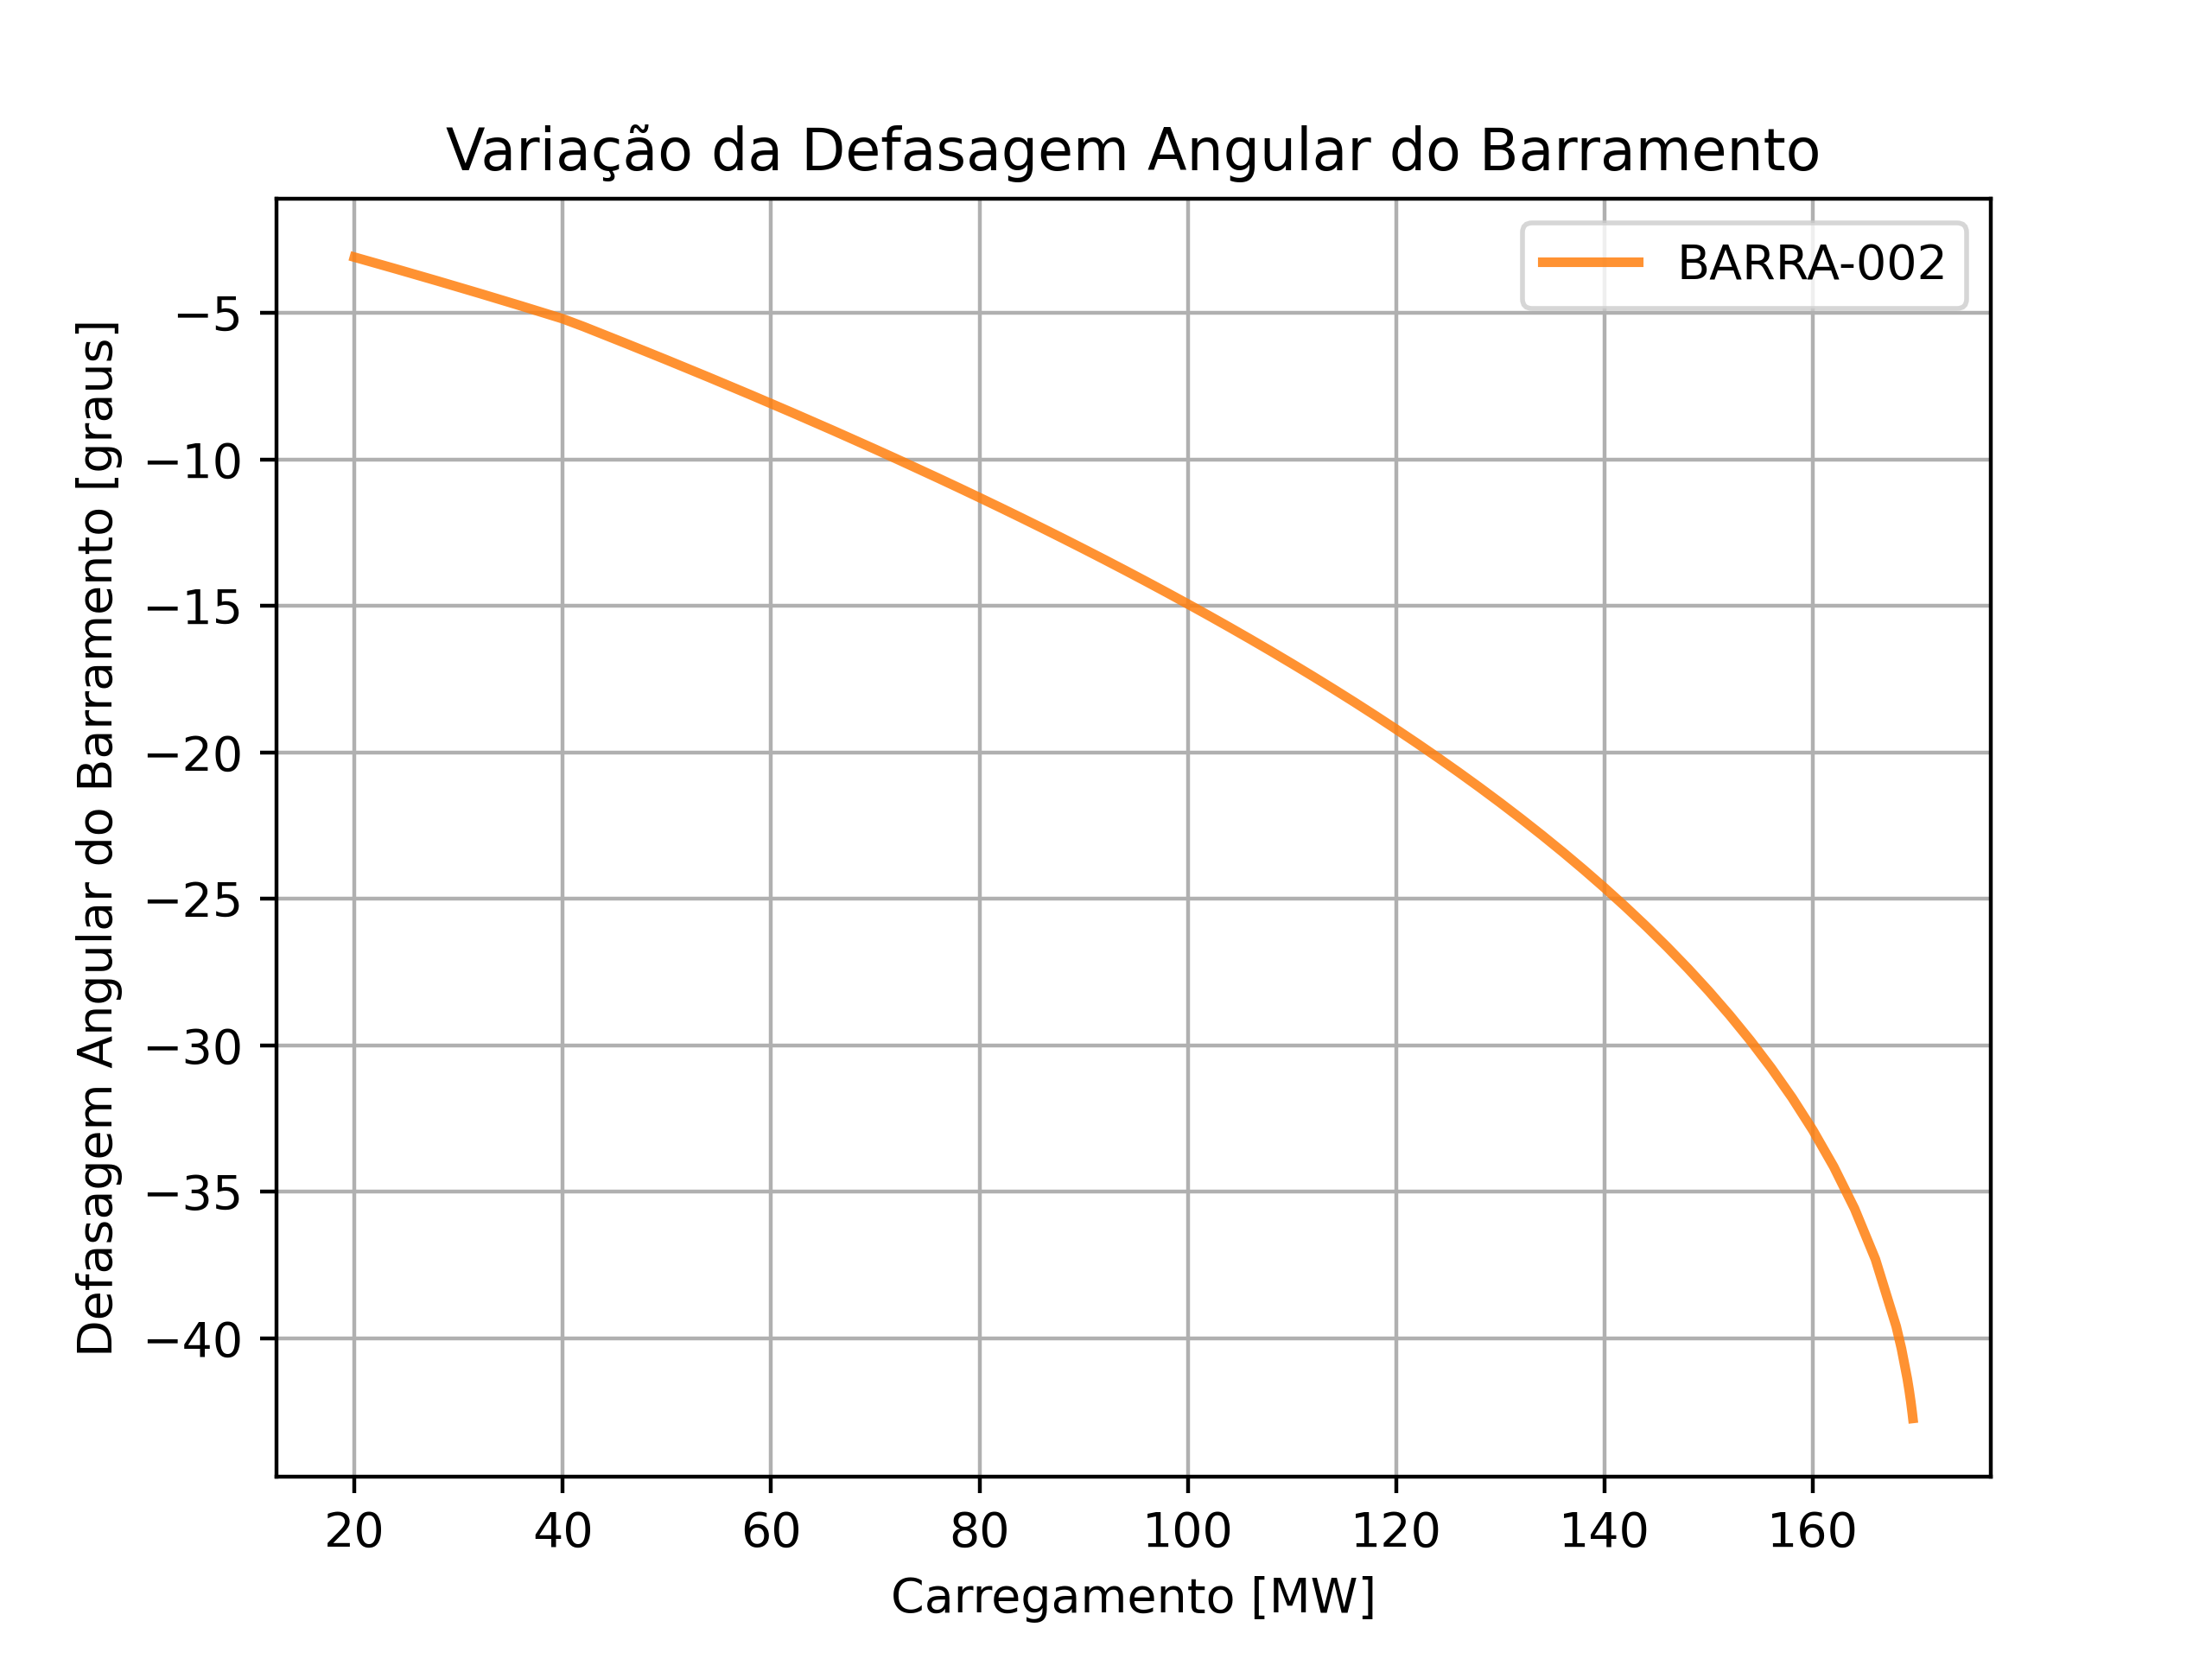 Variação da Defasagem Angular do Barramento
BARRA-002
Defasagem Angular do Barramento [graus]
−5
−10
−15
−20
−25
−30
−35
−40
20 40 60 80 100 120 140 160
Carregamento [MW]